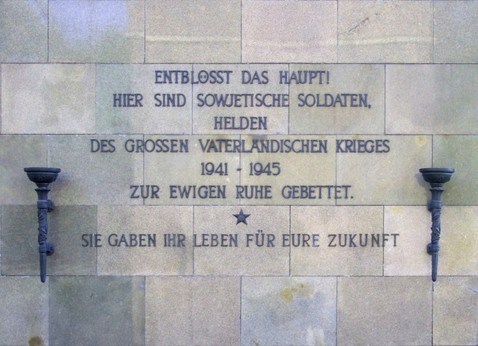 ENTBLÖSST DAS HAUPT!
HIER SIND SOWJETISCHE SOLDATEN,
HELDEN
DES GROSSEN VATERLÄNDISCHEN KRIEGES
1941 - 1945
ZUR EWIGEN RUHE GEBETTET.
SIE GABEN IHR LEBEN FÜR EURE ZUKUNFT